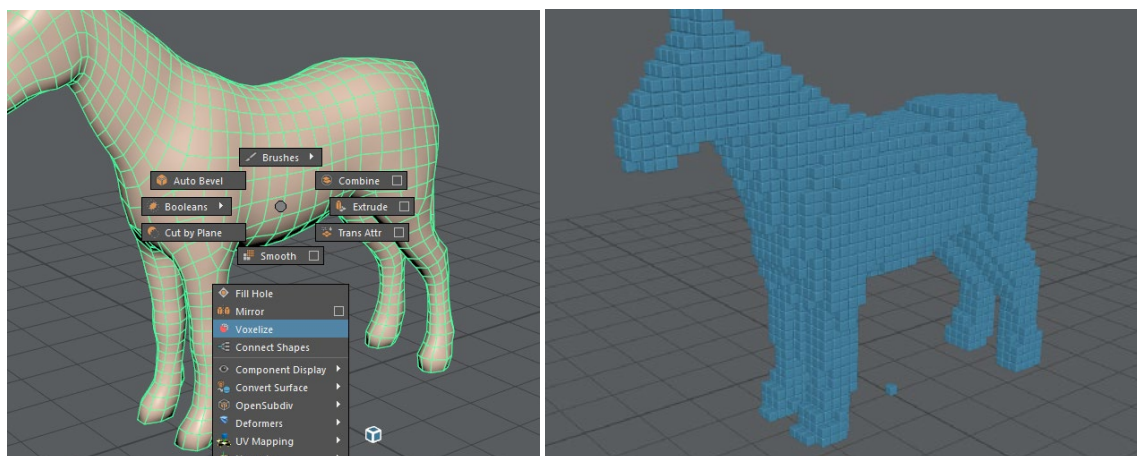 Brushes
Auto Bevel
Combine
Booleans
Extrude
Cut by Plane
Trans Attr
Smooth
Fill Hole
Mirror
Voxelize
Connect Shapes
Component Display
Convert Surface
OpenSubdiv
Deformers
UV Mapping